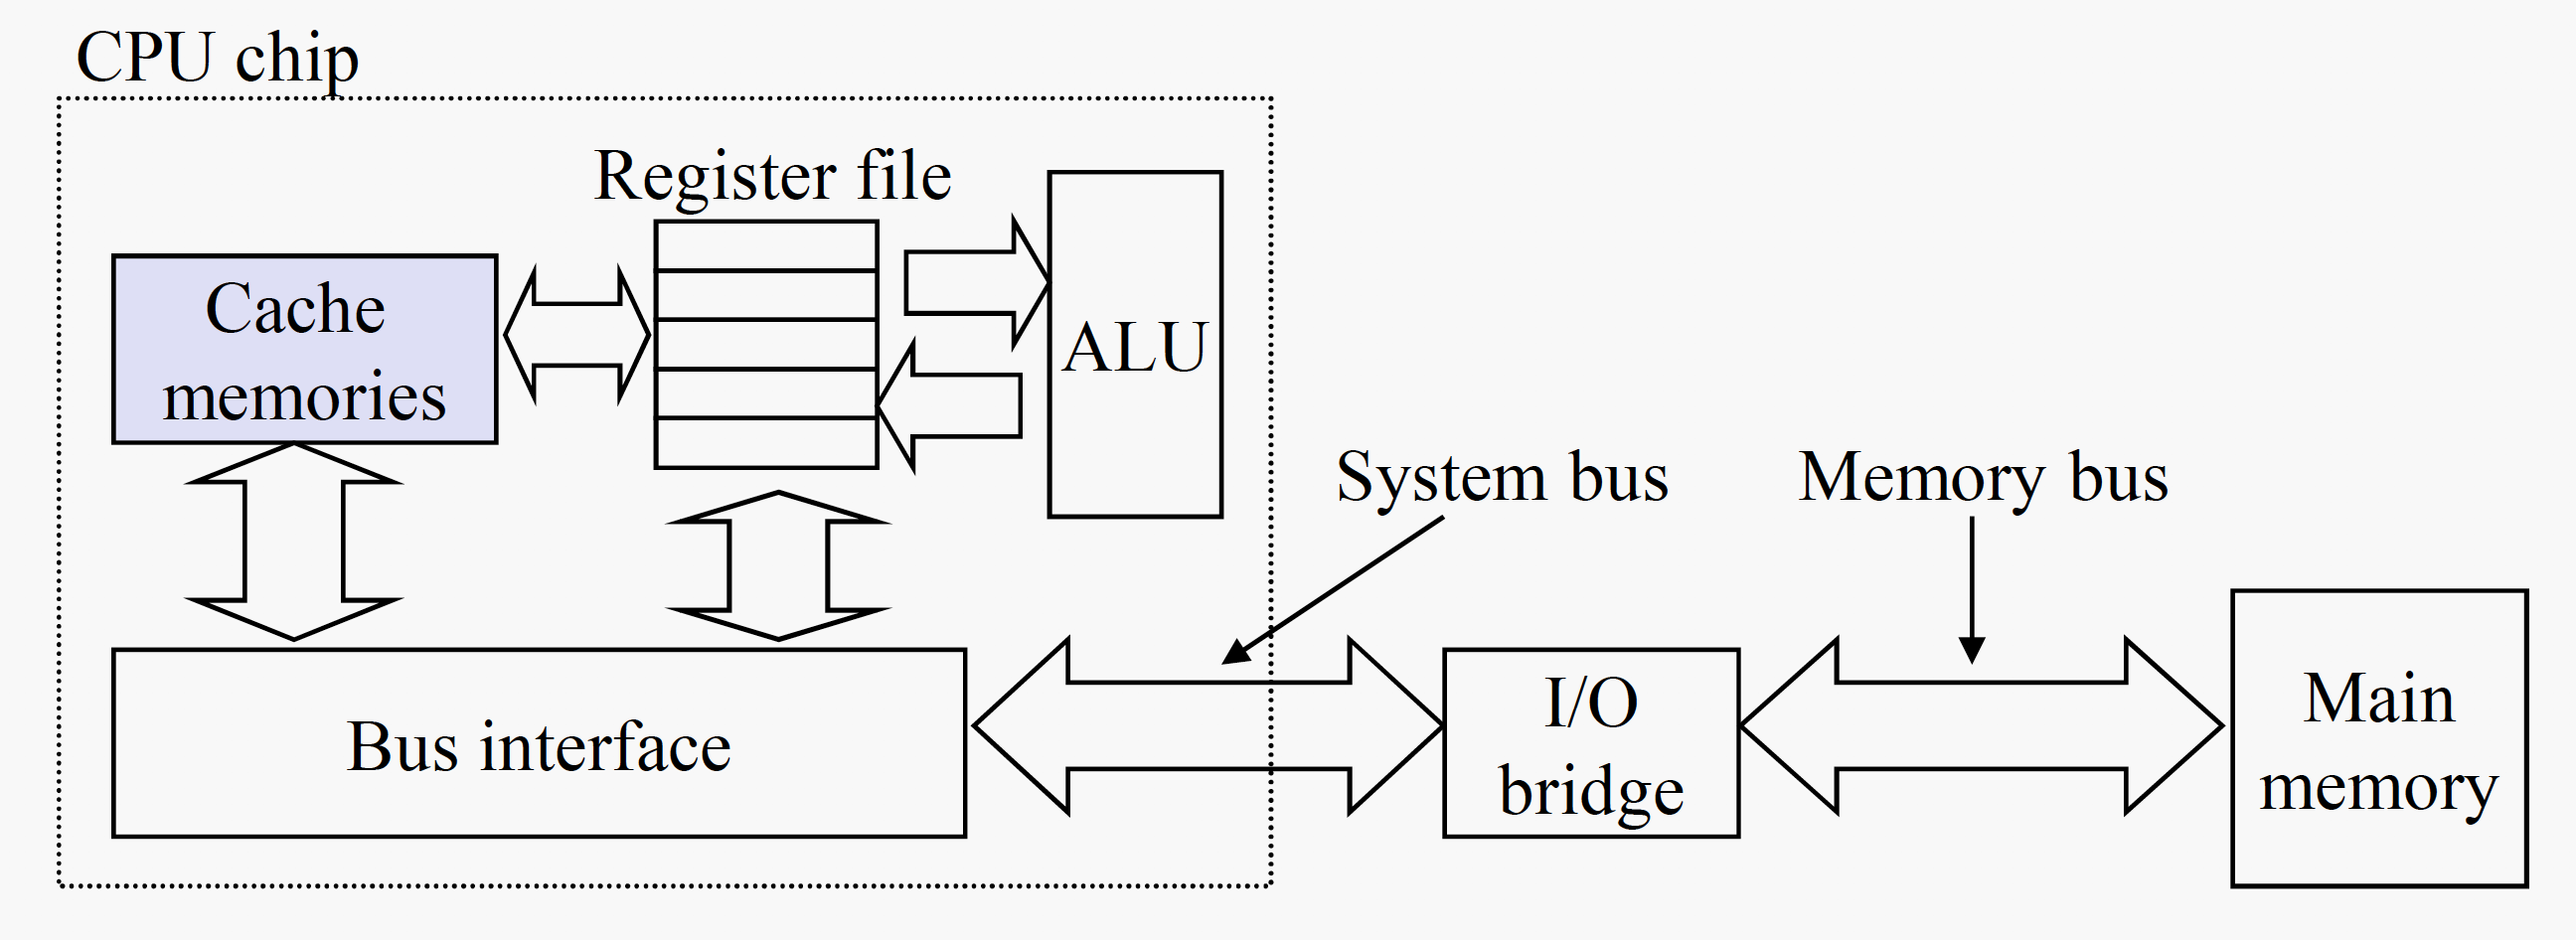 CPU chip
Register file
Cache
memories
ALU
System bus
Memory bus
Bus interface
I/O
bridge
Main
memory